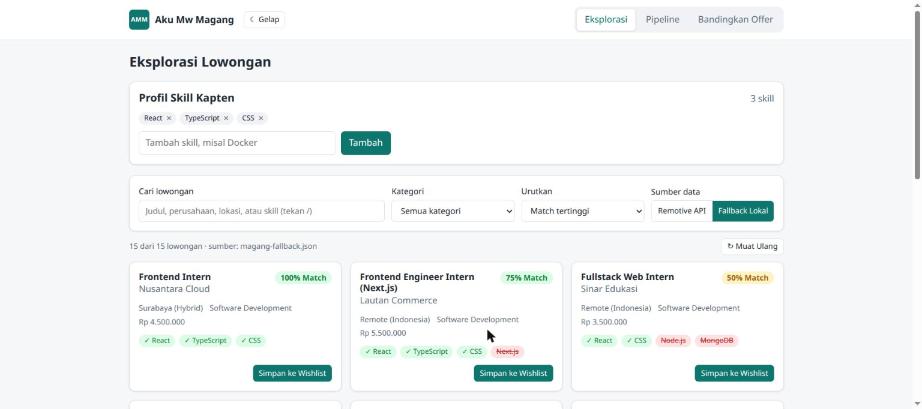 AMM Aku Mw Magang ☾ Gelap Eksplorasi Pipeline Bandingkan Offer
Eksplorasi Lowongan
Profil Skill Kapten 3 skill
React × TypeScript × CSS ×
Tambah skill, misal Docker Tambah
Cari lowongan Kategori Urutkan Sumber data
Judul, perusahaan, lokasi, atau skill (tekan /) Semua kategori Match tertinggi Remotive API Fallback Lokal
15 dari 15 lowongan · sumber: magang-fallback.json ↻ Muat Ulang
Frontend Intern 100% Match
Nusantara Cloud
Surabaya (Hybrid) Software Development
Rp 4.500.000
✓ React ✓ TypeScript ✓ CSS
Simpan ke Wishlist
Frontend Engineer Intern 75% Match
(Next.js)
Lautan Commerce
Remote (Indonesia) Software Development
Rp 5.500.000
✓ React ✓ TypeScript ✓ CSS Next.js
Simpan ke Wishlist
Fullstack Web Intern 50% Match
Sinar Edukasi
Remote (Indonesia) Software Development
Rp 3.500.000
✓ React ✓ CSS Node.js MongoDB
Simpan ke Wishlist